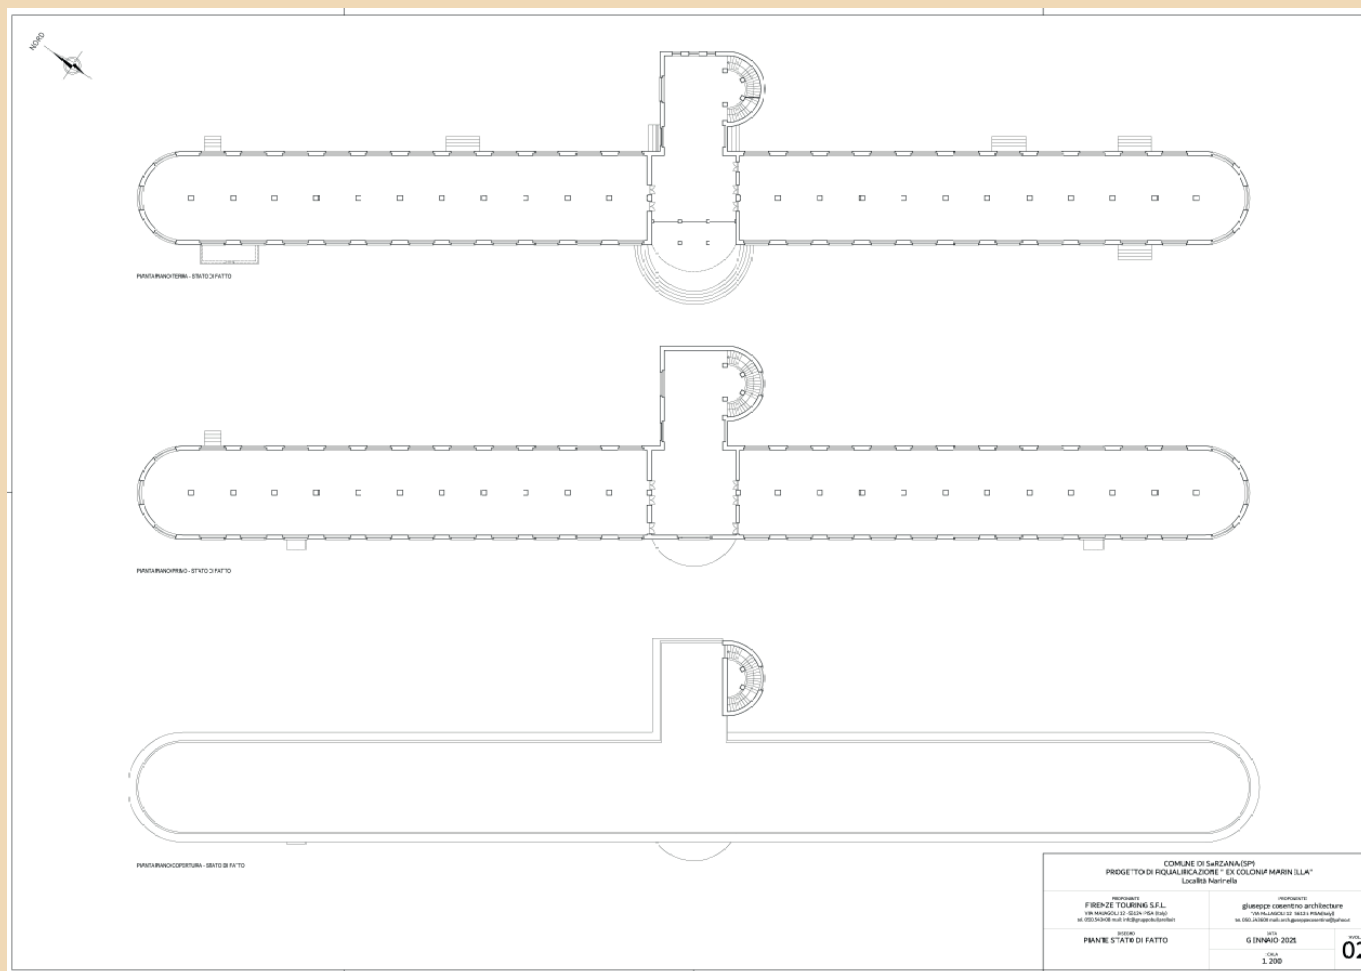 NORD
PIANTA PIANO TERRA - STATO DI FATTO
PIANTA PIANO PRIMO - STATO DI FATTO
PIANTA PIANO COPERTURA - STATO DI FATTO
COMUNE DI SARZANA (SP)
PROGETTO DI RIQUALIFICAZIONE " EX COLONIA MARINELLA"
Località Marinella
PROPONENTE
FIRENZE TOURING S.R.L.
PISA (Italy)
PROPONENTE
giuseppe cosentino architecture
DISEGNO
PIANTE STATO DI FATTO
DATA
GENNAIO 2021
SCALA
1:200
02